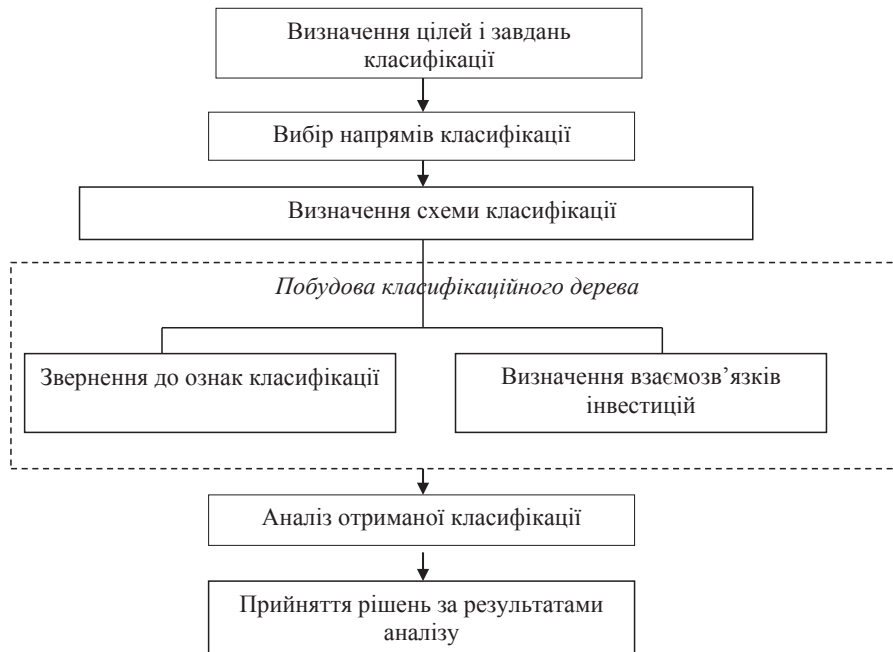 Визначення цілей і завдань
класифікації
Вибір напрямів класифікації
Визначення схеми класифікації
Побудова класифікаційного дерева
Звернення до ознак класифікації
Визначення взаємозв’язків
інвестицій
Аналіз отриманої класифікації
Прийняття рішень за результатами
аналізу